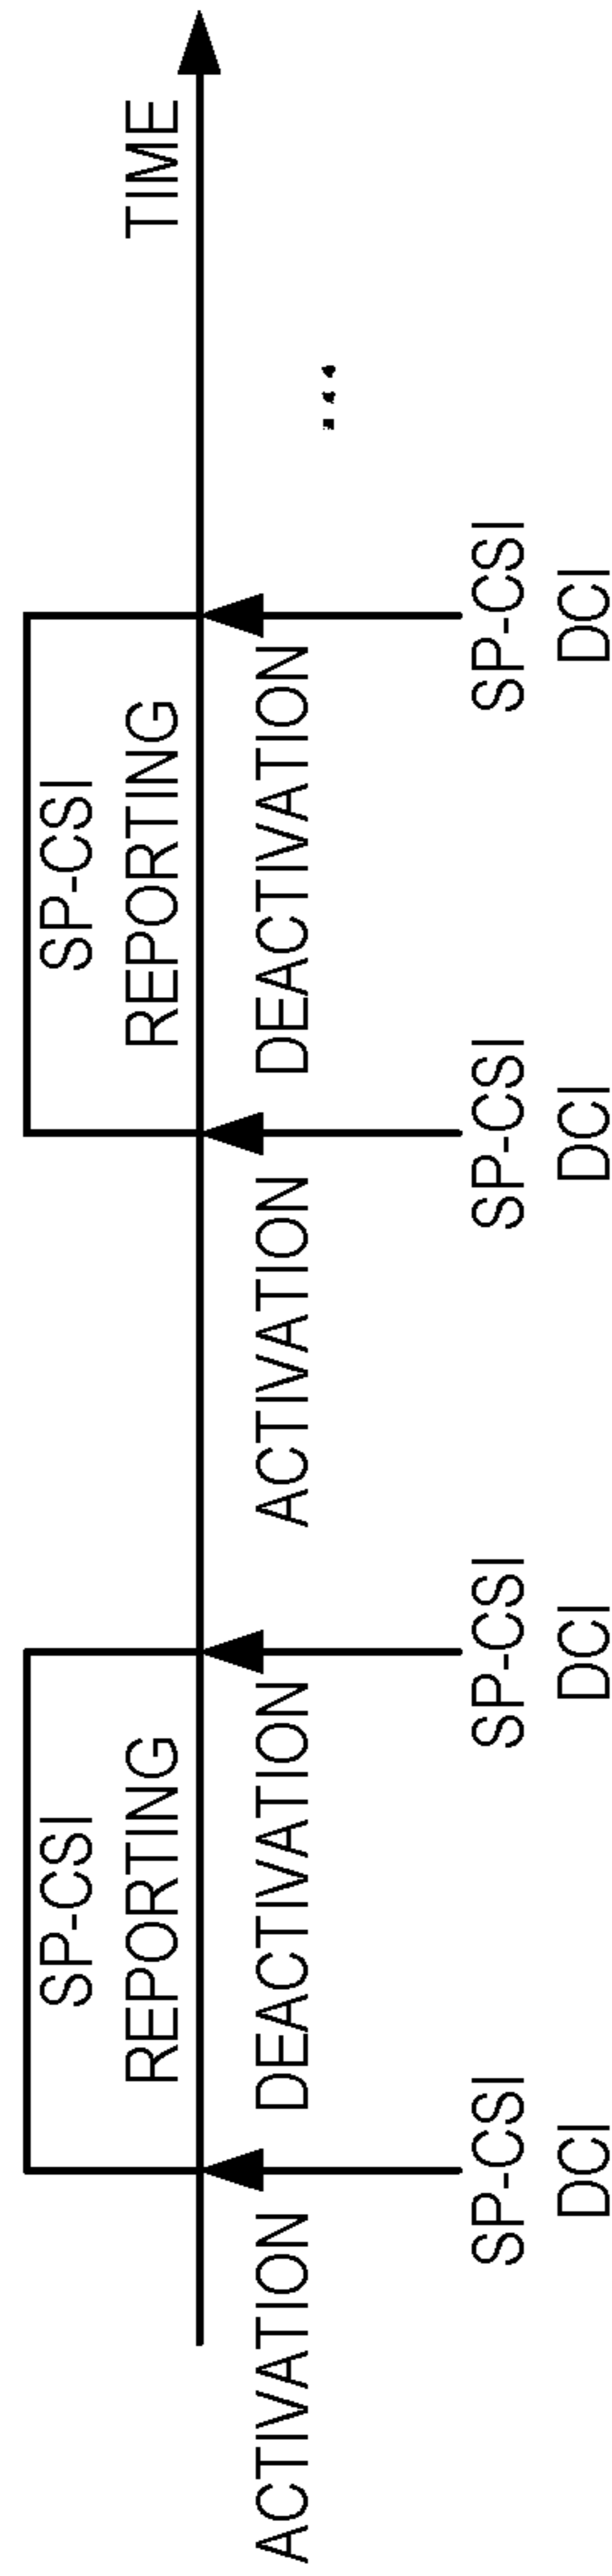 TIME
SP-CSI
REPORTING
SP-CSI
REPORTING
ACTIVATION
DEACTIVATION
ACTIVATION
DEACTIVATION
...
SP-CSI
DCI
SP-CSI
DCI
SP-CSI
DCI
SP-CSI
DCI